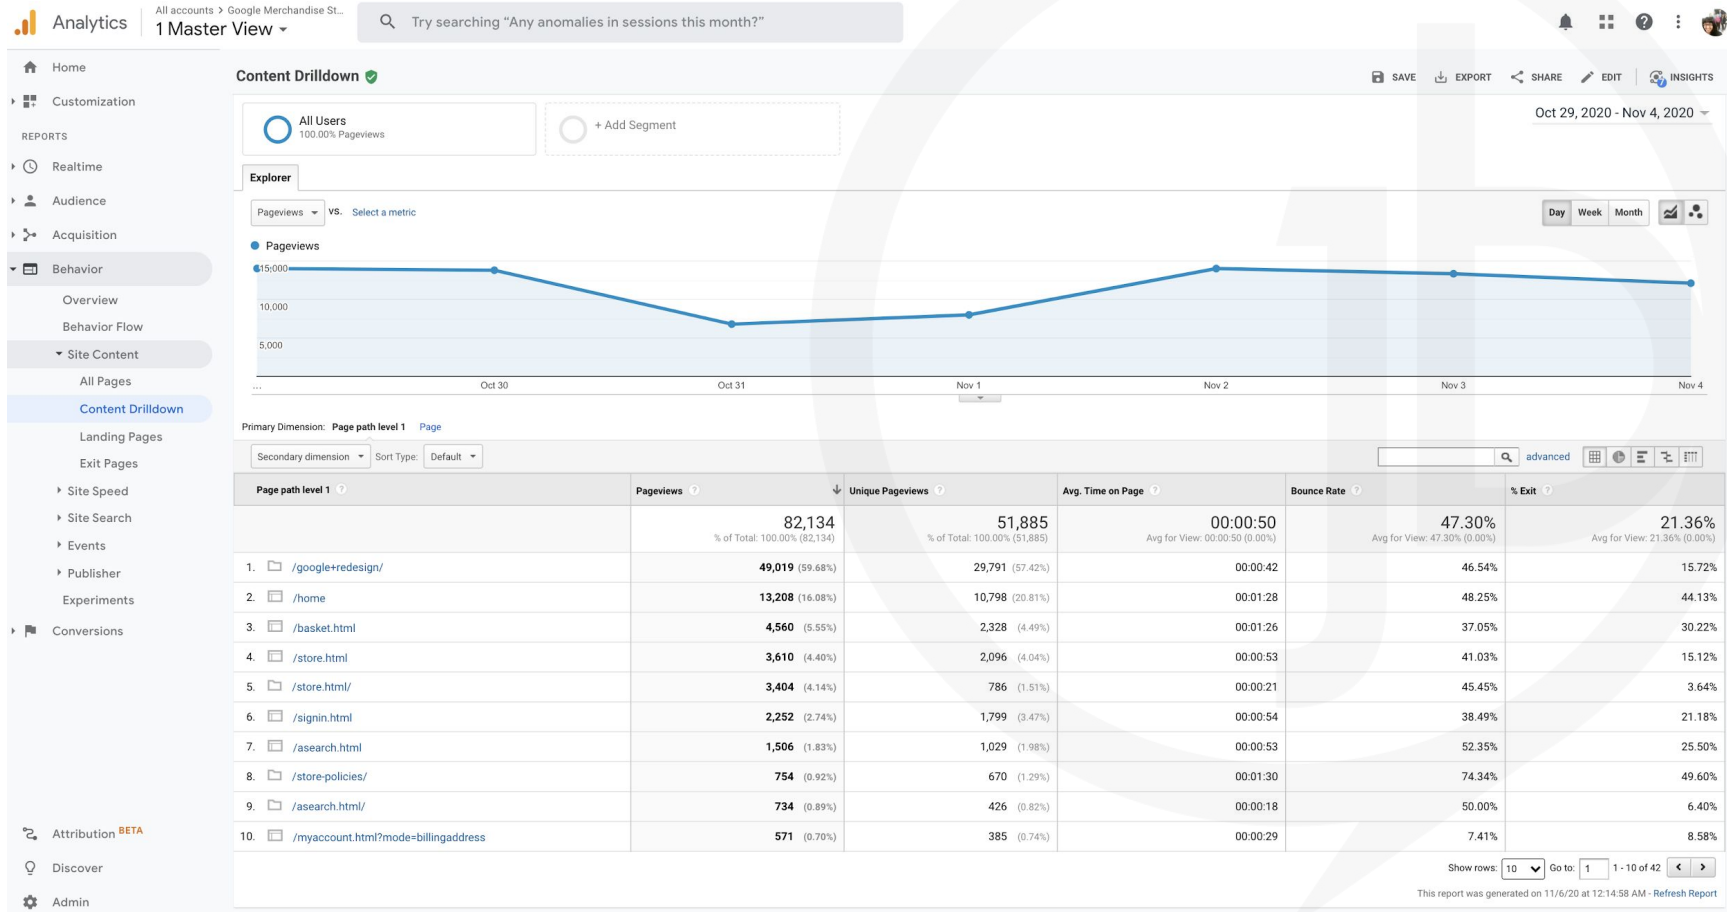 Analytics
All accounts > Google Merchandise St...
1 Master View
Try searching “Any anomalies in sessions this month?”
Home
Customization
REPORTS
Realtime
Audience
Acquisition
Behavior
Overview
Behavior Flow
Site Content
All Pages
Content Drilldown
Landing Pages
Exit Pages
Site Speed
Site Search
Events
Publisher
Experiments
Conversions
Attribution BETA
Discover
Admin
Content Drilldown
SAVE EXPORT SHARE EDIT 7 INSIGHTS
All Users
100.00% Pageviews
+ Add Segment
Oct 29, 2020 - Nov 4, 2020
Explorer
Pageviews VS. Select a metric
Day Week Month
Pageviews
15,000
10,000
5,000
... Oct 30 Oct 31 Nov 1 Nov 2 Nov 3 Nov 4
Primary Dimension: Page path level 1 Page
Secondary dimension Sort Type: Default
advanced
Page path level 1 ? Pageviews ? Unique Pageviews ? Avg. Time on Page ? Bounce Rate ? % Exit ?
82,134 51,885 00:00:50 47.30% 21.36%
% of Total: 100.00% (82,134) % of Total: 100.00% (51,885) Avg for View: 00:00:50 (0.00%) Avg for View: 47.30% (0.00%) Avg for View: 21.36% (0.00%)
1. /google+redesign/ 49,019 (59.68%) 29,791 (57.42%) 00:00:42 46.54% 15.72%
2. /home 13,208 (16.08%) 10,798 (20.81%) 00:01:28 48.25% 44.13%
3. /basket.html 4,560 (5.55%) 2,328 (4.49%) 00:01:26 37.05% 30.22%
4. /store.html 3,610 (4.40%) 2,096 (4.04%) 00:00:53 41.03% 15.12%
5. /store.html/ 3,404 (4.14%) 786 (1.51%) 00:00:21 45.45% 3.64%
6. /signin.html 2,252 (2.74%) 1,799 (3.47%) 00:00:54 38.49% 21.18%
7. /asearch.html 1,506 (1.83%) 1,029 (1.98%) 00:00:53 52.35% 25.50%
8. /store-policies/ 754 (0.92%) 670 (1.29%) 00:01:30 74.34% 49.60%
9. /asearch.html/ 734 (0.89%) 426 (0.82%) 00:00:18 50.00% 6.40%
10. /myaccount.html?mode=billingaddress 571 (0.70%) 385 (0.74%) 00:00:29 7.41% 8.58%
Show rows: 10 Go to: 1 1 - 10 of 42
This report was generated on 11/6/20 at 12:14:58 AM - Refresh Report